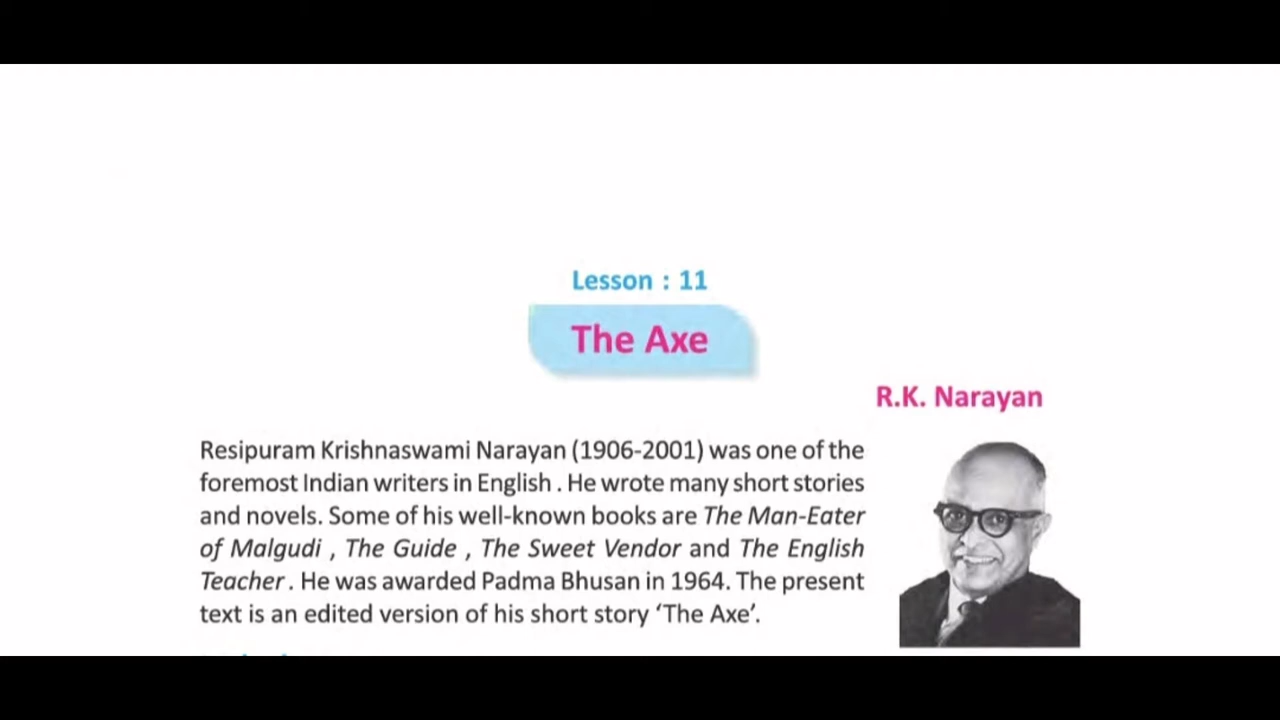 Lesson : 11
The Axe
R.K. Narayan
Resipuram Krishnaswami Narayan (1906-2001) was one of the
foremost Indian writers in English . He wrote many short stories
and novels. Some of his well-known books are The Man-Eater
of Malgudi , The Guide , The Sweet Vendor and The English
Teacher . He was awarded Padma Bhusan in 1964. The present
text is an edited version of his short story ‘The Axe’.